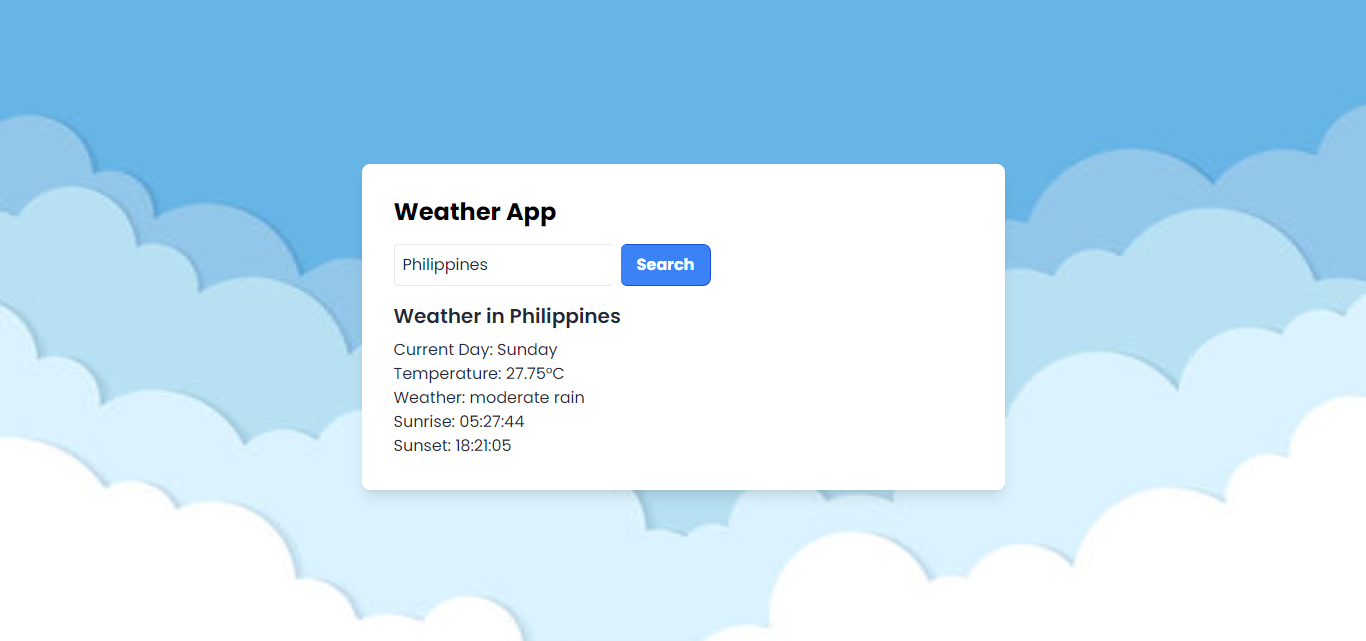 Weather App
Philippines
Search
Weather in Philippines
Current Day: Sunday
Temperature: 27.75°C
Weather: moderate rain
Sunrise: 05:27:44
Sunset: 18:21:05